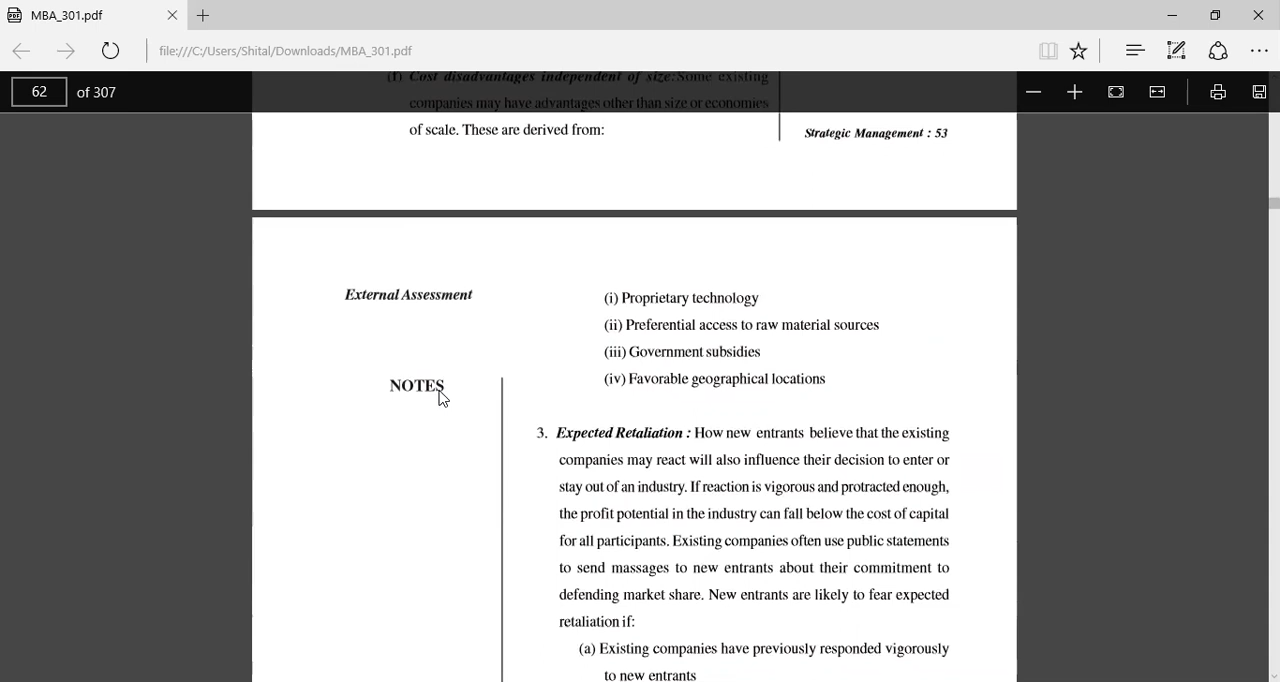 MBA_301.pdf
file:///C:/Users/Shital/Downloads/MBA_301.pdf
62 of 307
(f) Cost disadvantages independent of size:Some existing
companies may have advantages other than size or economies
of scale. These are derived from:
Strategic Management : 53
External Assessment
(i) Proprietary technology
(ii) Preferential access to raw material sources
(iii) Government subsidies
(iv) Favorable geographical locations
NOTES
3. Expected Retaliation : How new entrants believe that the existing
companies may react will also influence their decision to enter or
stay out of an industry. If reaction is vigorous and protracted enough,
the profit potential in the industry can fall below the cost of capital
for all participants. Existing companies often use public statements
to send massages to new entrants about their commitment to
defending market share. New entrants are likely to fear expected
retaliation if:
(a) Existing companies have previously responded vigorously
to new entrants